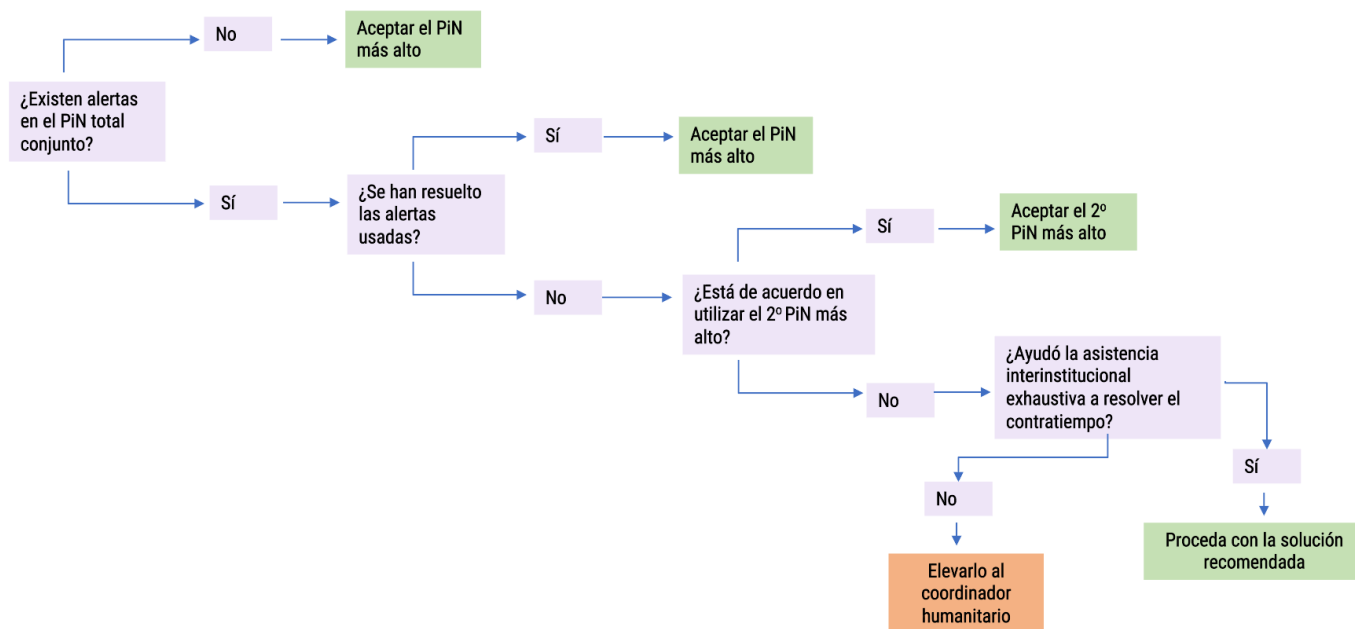 No
Aceptar el PiN
más alto
¿Existen alertas
en el PiN total
conjunto?
Sí
Aceptar el PiN
más alto
Sí
¿Se han resuelto
las alertas
usadas?
Sí
Aceptar el 2º
PiN más alto
No
¿Está de acuerdo en
utilizar el 2º PiN más
alto?
¿Ayudó la asistencia
interinstitucional
exhaustiva a resolver el
contratiempo?
No
Sí
No
Proceda con la solución
recomendada
Elevarlo al
coordinador
humanitario